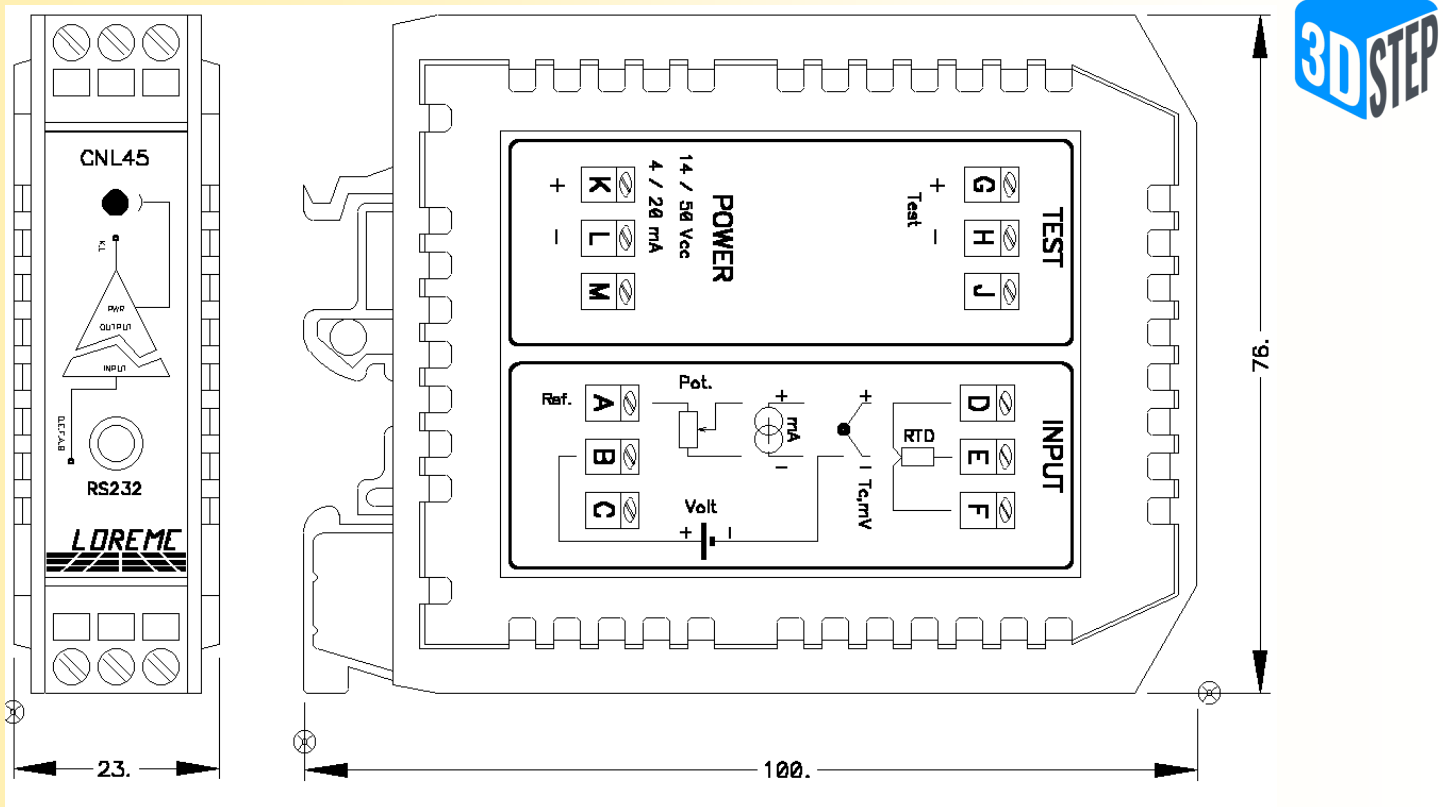 3D STEP
CNL45
K.L
PWR
OUTPUT
INPUT
D.E.F.A.B
RS232
LOREME
POWER
14 / 50 Vcc
4 / 20 mA
K
+
L
-
M
TEST
G
+
Test
H
-
J
INPUT
Ref.
A
B
C
Pot.
+
mA
-
+
- Tc,mV
RTD
D
E
F
Volt
+ -
76.
23.
100.